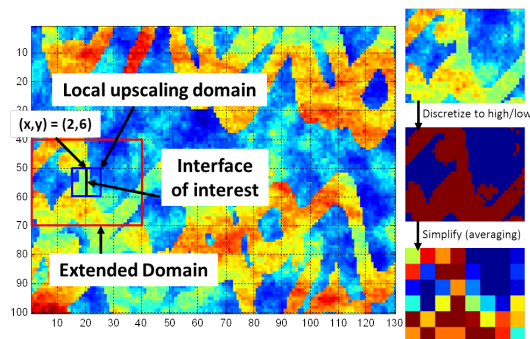 Local upscaling domain
(x,y) = (2,6)
Interface
of interest
Extended Domain
10
20
30
40
50
60
70
80
90
100
10 20 30 40 50 60 70 80 90 100 110 120 130
Discretize to high/low
Simplify (averaging)